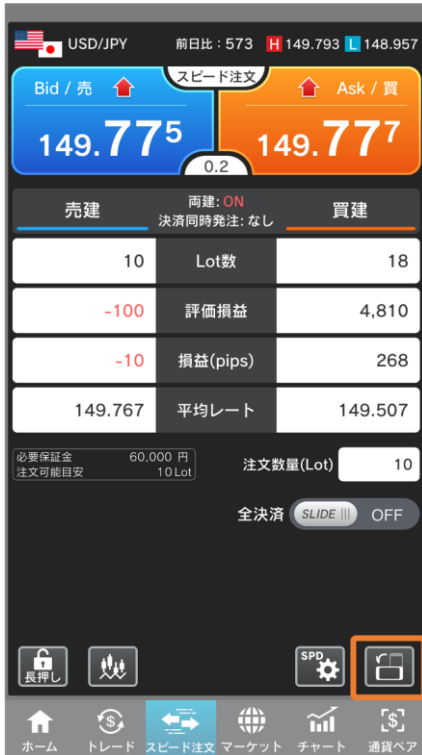 USD/JPY 前日比：573 H 149.793 L 148.957
スピード注文
Bid / 売 Ask / 買
149.775 149.777
0.2
売建 両建: ON 買建
決済同時発注: なし
10 Lot数 18
-100 評価損益 4,810
-10 損益(pips) 268
149.767 平均レート 149.507
必要保証金 60,000 円
注文可能目安 10Lot
注文数量(Lot) 10
全決済 SLIDE OFF
長押し SPD
ホーム トレード スピード注文 マーケット チャート 通貨ペア